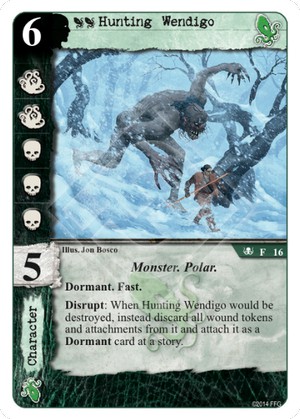 6
Hunting Wendigo
Illus. Jon Bosco
F 16
5
Monster. Polar.
Dormant. Fast.
Disrupt: When Hunting Wendigo would be
destroyed, instead discard all wound tokens
and attachments from it and attach it as a
Dormant card at a story.
Character
©2014 FFG